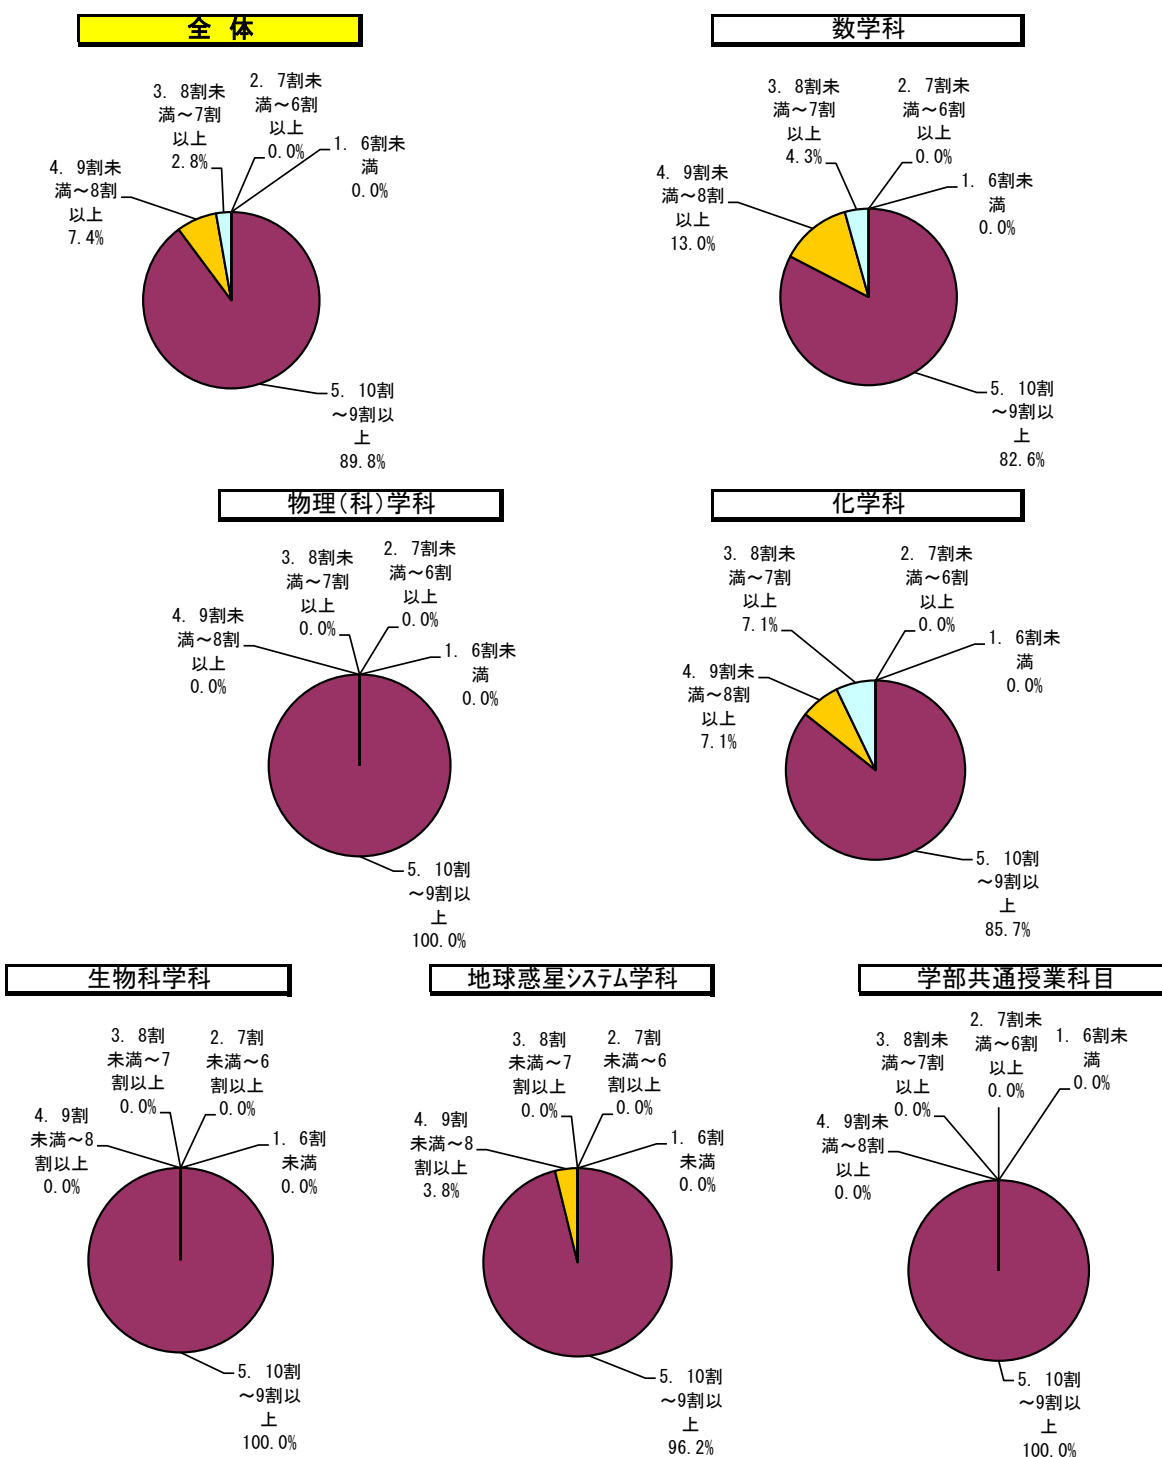 全 体
3. 8割未
満～7割
以上
2.8%
2. 7割未
満～6割
以上
0.0%
1. 6割未
満
0.0%
4. 9割未
満～8割
以上
7.4%
5. 10割
～9割以
上
89.8%
数学科
3. 8割未
満～7割
以上
4.3%
2. 7割未
満～6割
以上
0.0%
1. 6割未
満
0.0%
4. 9割未
満～8割
以上
13.0%
5. 10割
～9割以
上
82.6%
物理(科)学科
3. 8割未
満～7割
以上
0.0%
2. 7割未
満～6割
以上
0.0%
1. 6割未
満
0.0%
4. 9割未
満～8割
以上
0.0%
5. 10割
～9割以
上
100.0%
化学科
3. 8割未
満～7割
以上
7.1%
2. 7割未
満～6割
以上
0.0%
1. 6割未
満
0.0%
4. 9割未
満～8割
以上
7.1%
5. 10割
～9割以
上
85.7%
生物科学科
3. 8割
未満～7
割以上
0.0%
2. 7割
未満～6
割以上
0.0%
1. 6割
未満
0.0%
4. 9割
未満～8
割以上
0.0%
5. 10割
～9割以
上
100.0%
地球惑星システム学科
3. 8割
未満～7
割以上
0.0%
2. 7割
未満～6
割以上
0.0%
1. 6割
未満
0.0%
4. 9割
未満～8
割以上
3.8%
5. 10割
～9割以
上
96.2%
学部共通授業科目
3. 8割未
満～7割
以上
0.0%
2. 7割未
満～6割
以上
0.0%
1. 6割未
満
0.0%
4. 9割未
満～8割
以上
0.0%
5. 10割
～9割以
上
100.0%